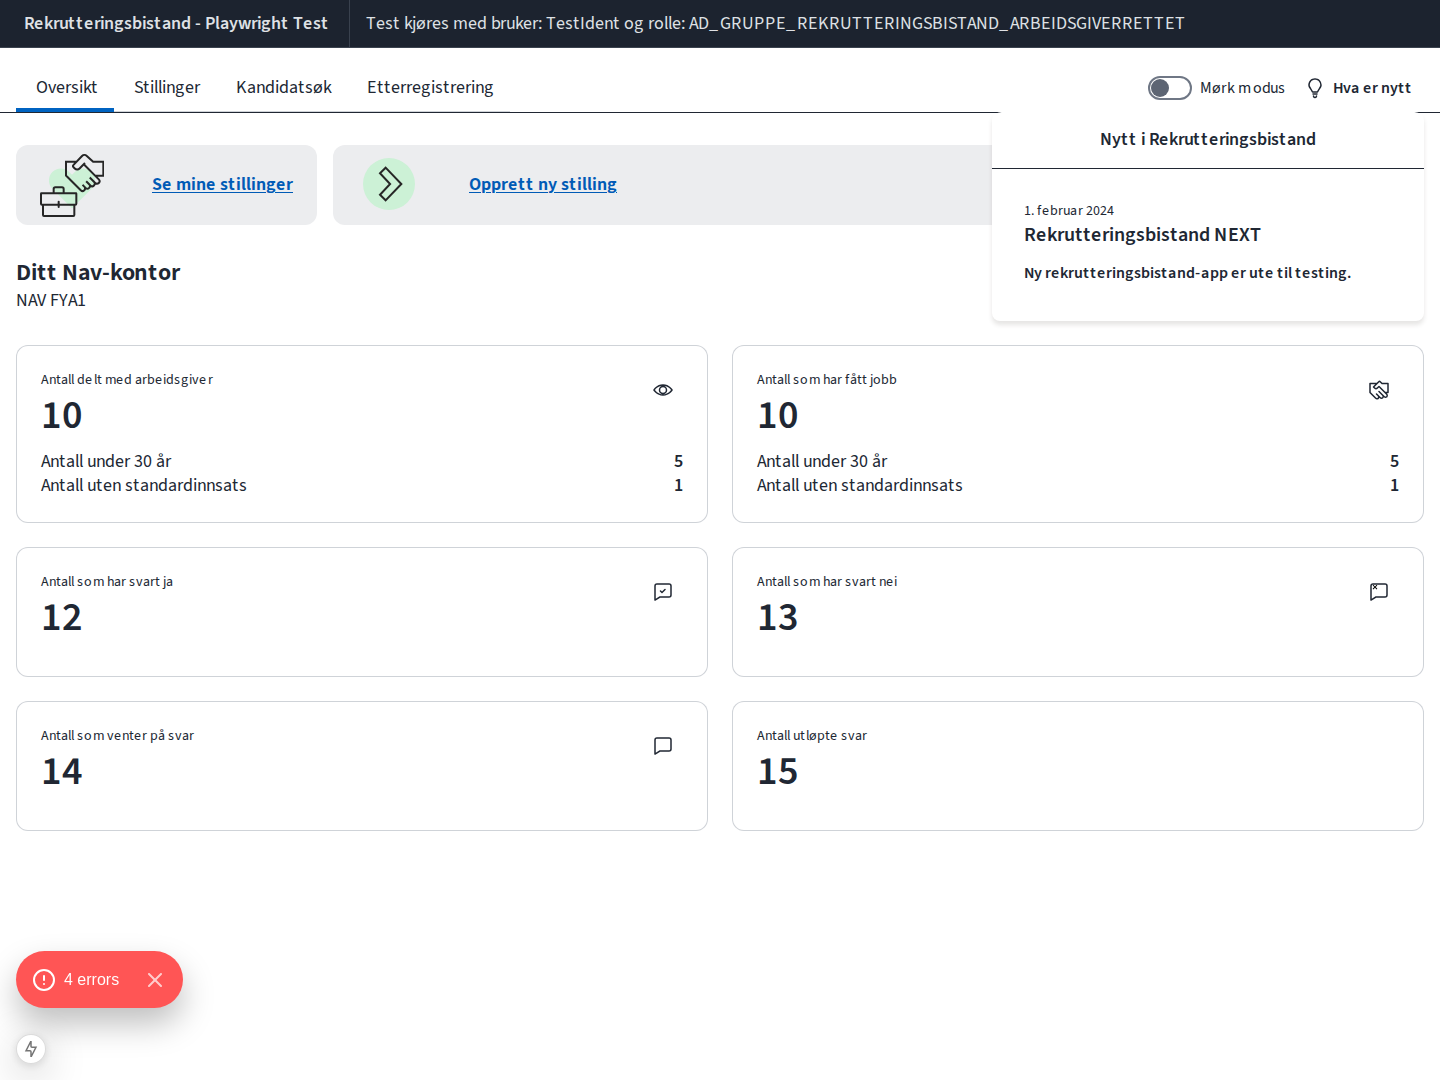 Rekrutteringsbistand - Playwright Test
Test kjøres med bruker: TestIdent og rolle: AD_GRUPPE_REKRUTTERINGSBISTAND_ARBEIDSGIVERRETTET
Oversikt
Stillinger
Kandidatsøk
Etterregistrering
Mørk modus
Hva er nytt
Nytt i Rekrutteringsbistand
1. februar 2024
Rekrutteringsbistand NEXT
Ny rekrutteringsbistand-app er ute til testing.
Se mine stillinger
Opprett ny stilling
Ditt Nav-kontor
NAV FYA1
Antall delt med arbeidsgiver
10
Antall under 30 år 5
Antall uten standardinnsats 1
Antall som har fått jobb
10
Antall under 30 år 5
Antall uten standardinnsats 1
Antall som har svart ja
12
Antall som har svart nei
13
Antall som venter på svar
14
Antall utløpte svar
15
4 errors